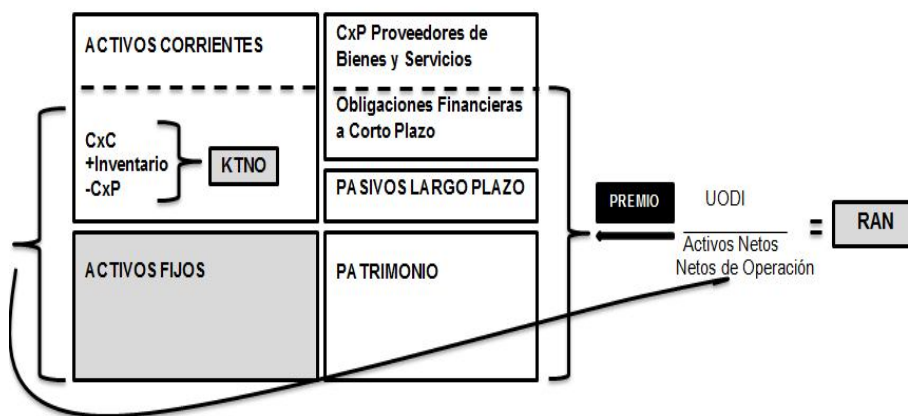 ACTIVOS CORRIENTES
CxC
+Inventario
-CxP
KTNO
ACTIVOS FIJOS
CxP Proveedores de
Bienes y Servicios
Obligaciones Financieras
a Corto Plazo
PASIVOS LARGO PLAZO
PATRIMONIO
PREMIO
UODI
Activos Netos
Netos de Operación
=
RAN